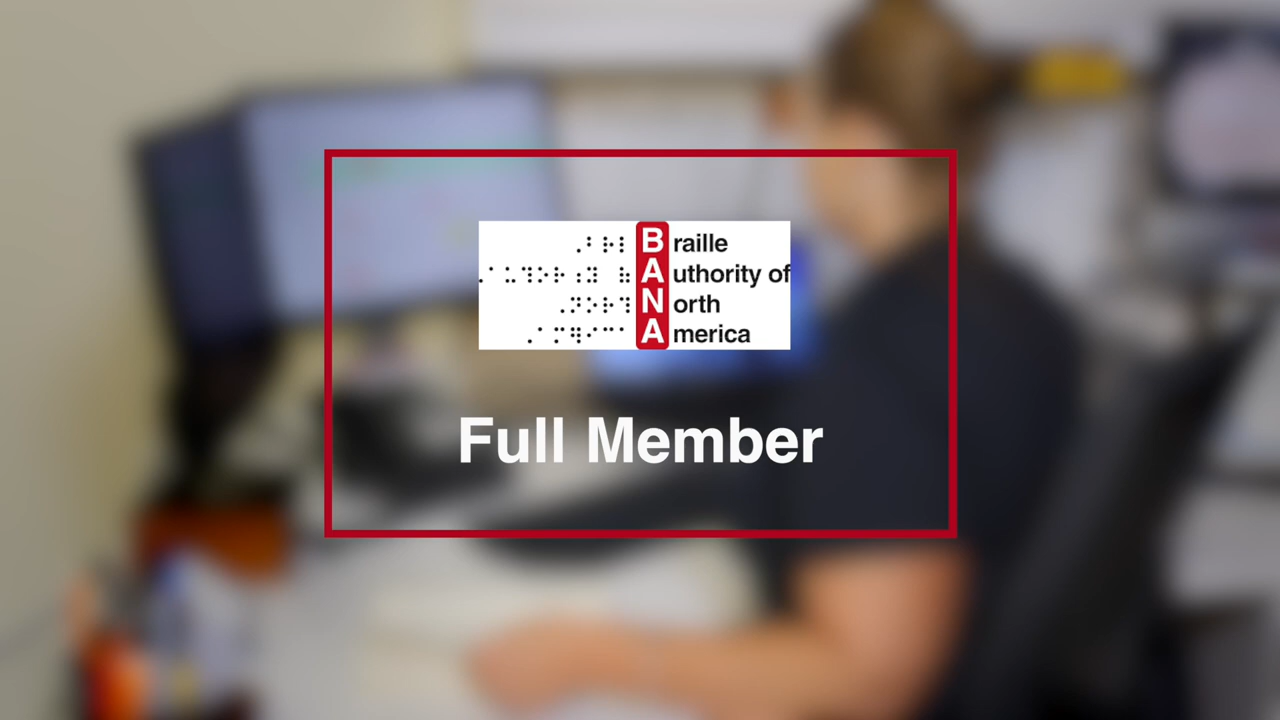 Braille
Authority of
North
America
Full Member